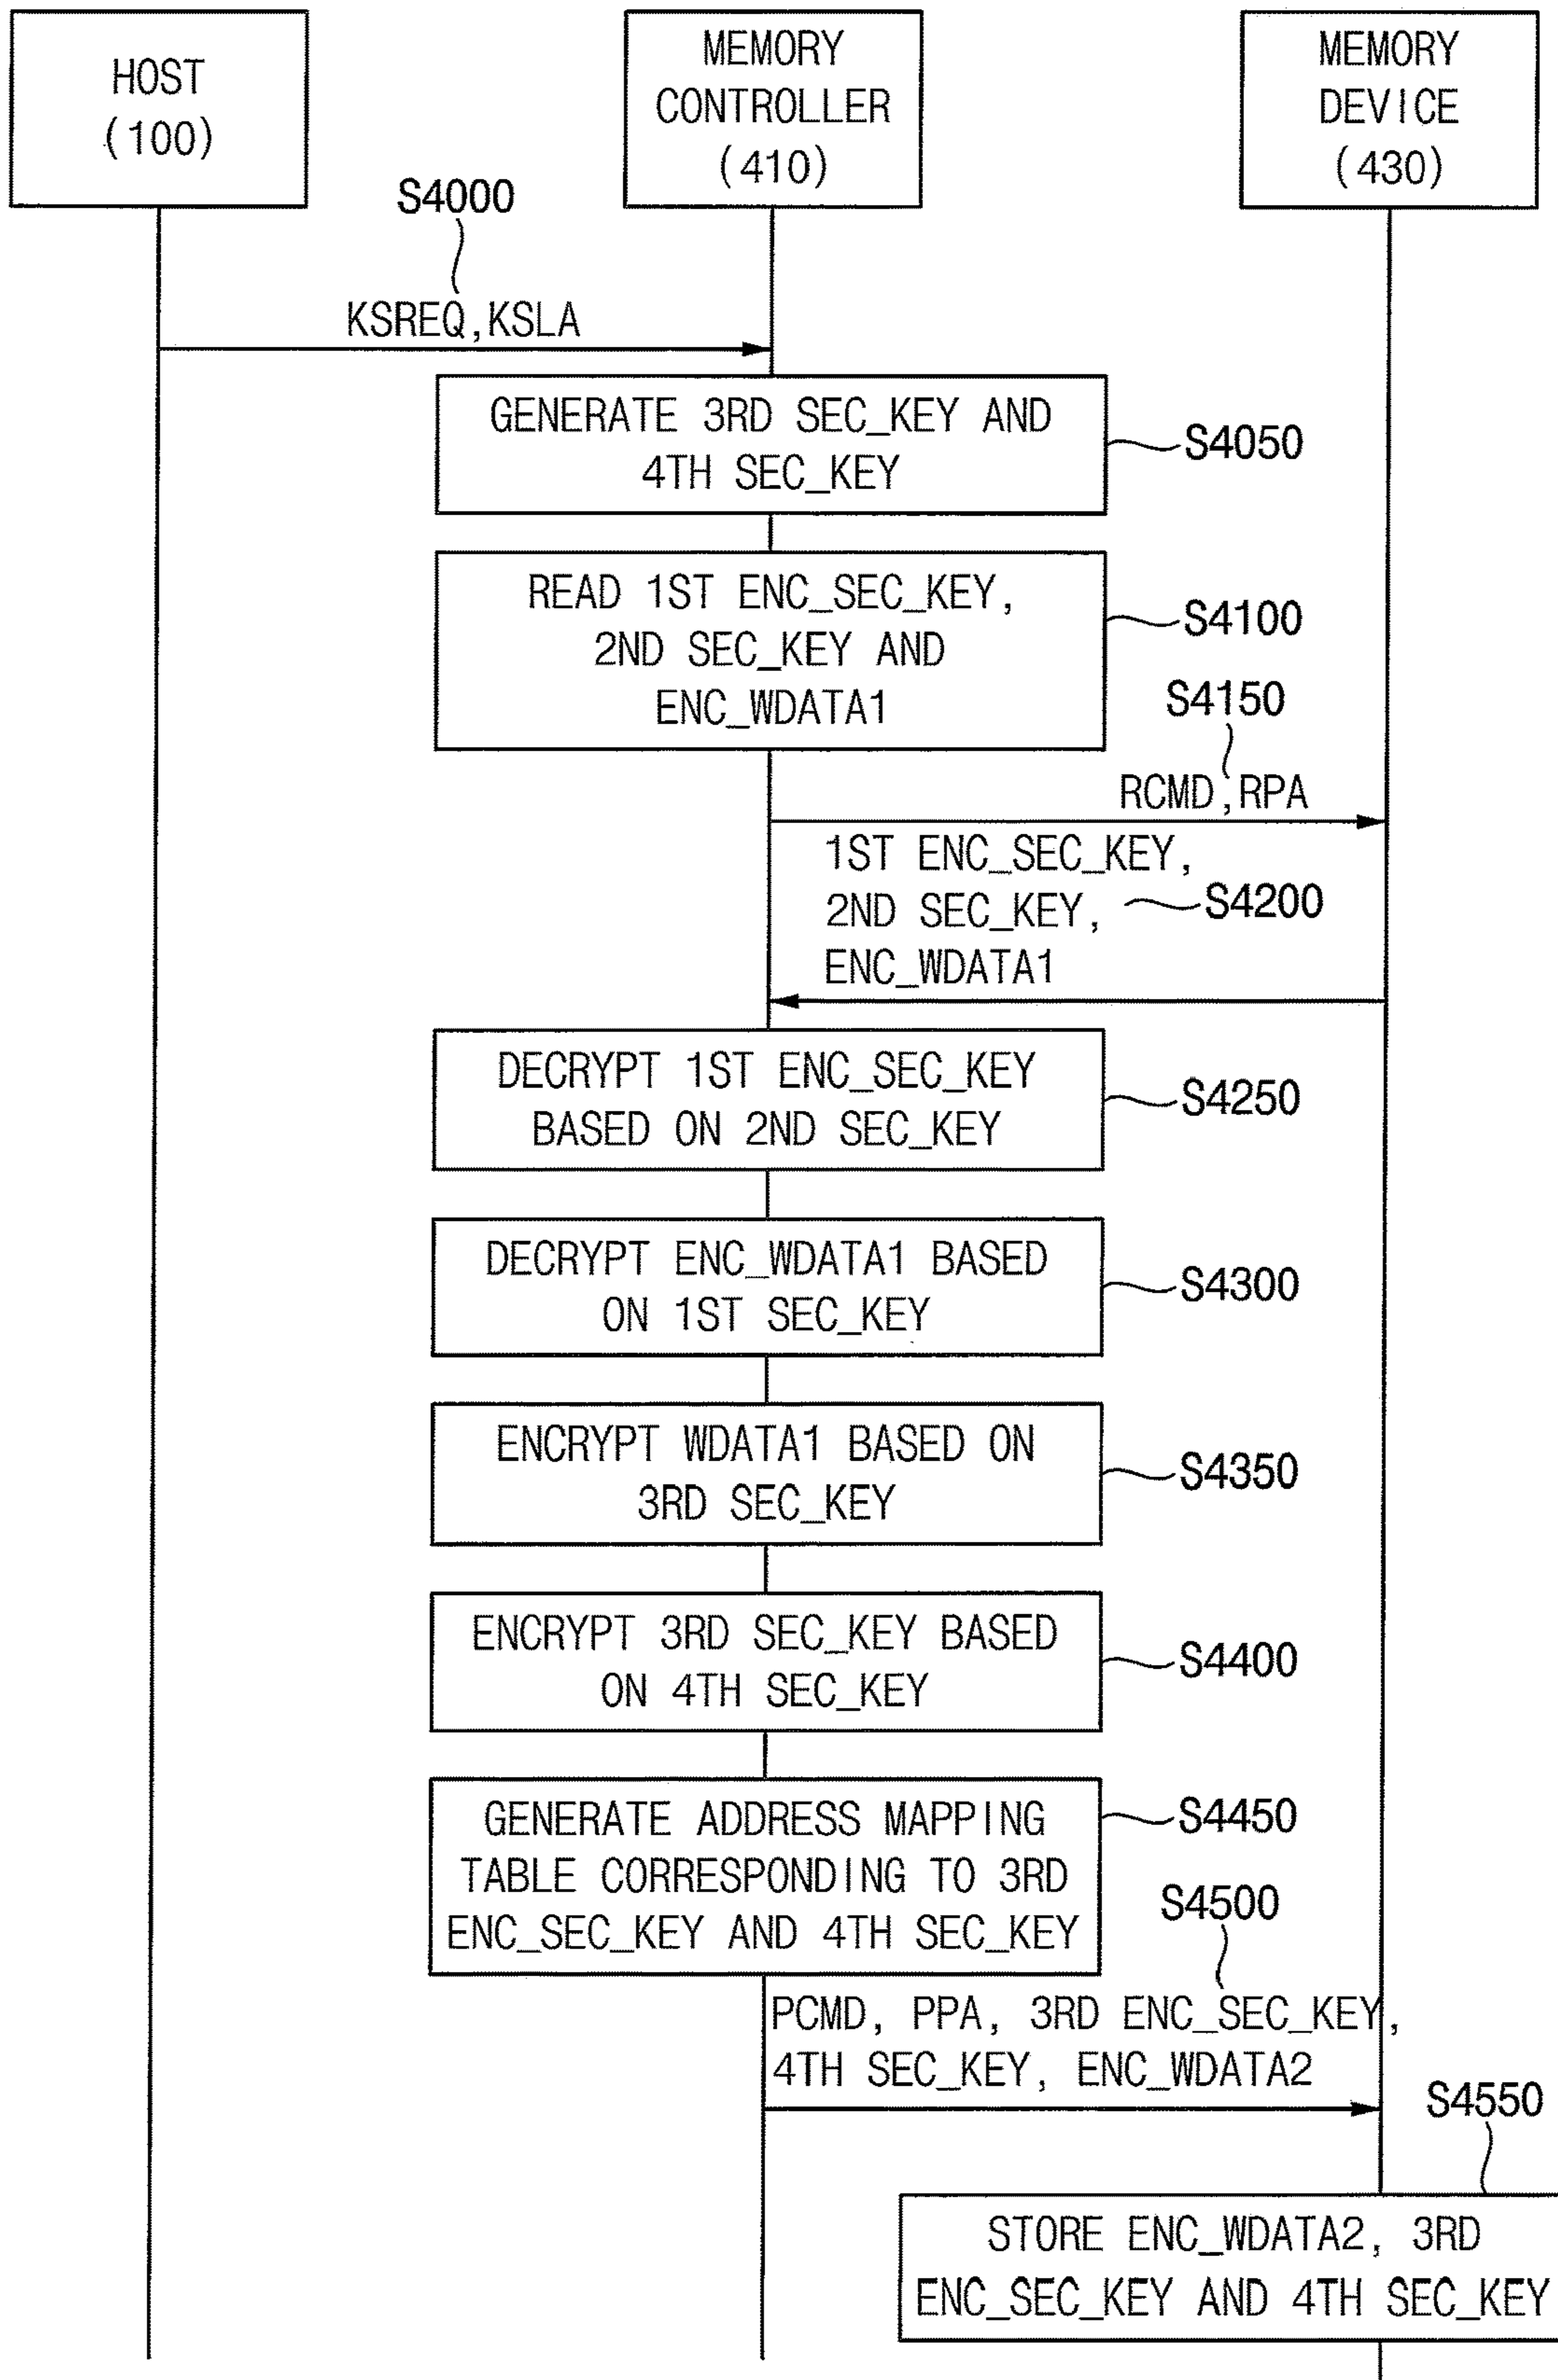 HOST
(100)
MEMORY
CONTROLLER
(410)
MEMORY
DEVICE
(430)
S4000
KSREQ,KSLA
GENERATE 3RD SEC_KEY AND
4TH SEC_KEY
S4050
READ 1ST ENC_SEC_KEY,
2ND SEC_KEY AND
ENC_WDATA1
S4100
S4150
RCMD,RPA
1ST ENC_SEC_KEY,
2ND SEC_KEY,
ENC_WDATA1
S4200
DECRYPT 1ST ENC_SEC_KEY
BASED ON 2ND SEC_KEY
S4250
DECRYPT ENC_WDATA1 BASED
ON 1ST SEC_KEY
S4300
ENCRYPT WDATA1 BASED ON
3RD SEC_KEY
S4350
ENCRYPT 3RD SEC_KEY BASED
ON 4TH SEC_KEY
S4400
GENERATE ADDRESS MAPPING
TABLE CORRESPONDING TO 3RD
ENC_SEC_KEY AND 4TH SEC_KEY
S4450
S4500
PCMD, PPA, 3RD ENC_SEC_KEY,
4TH SEC_KEY, ENC_WDATA2
S4550
STORE ENC_WDATA2, 3RD
ENC_SEC_KEY AND 4TH SEC_KEY